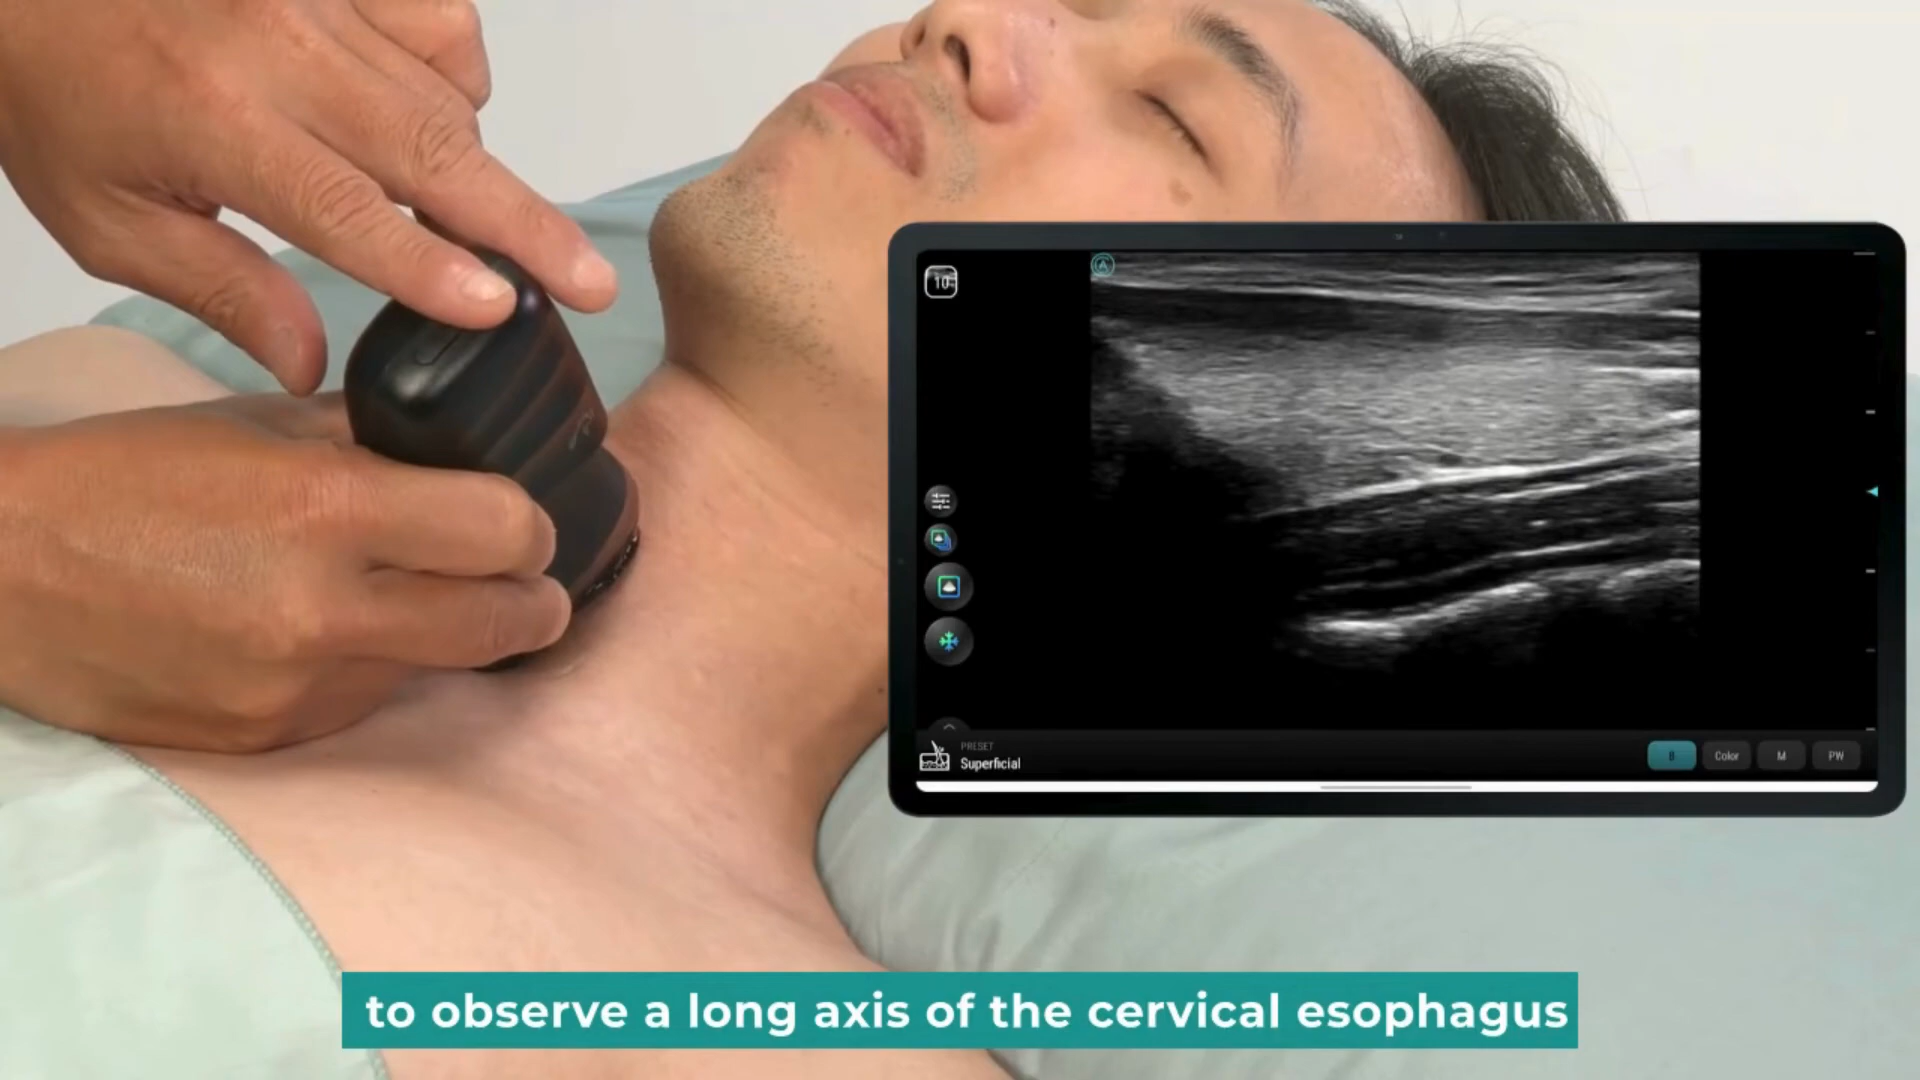 10
PRESET
Superficial
B
Color
M
PW
to observe a long axis of the cervical esophagus